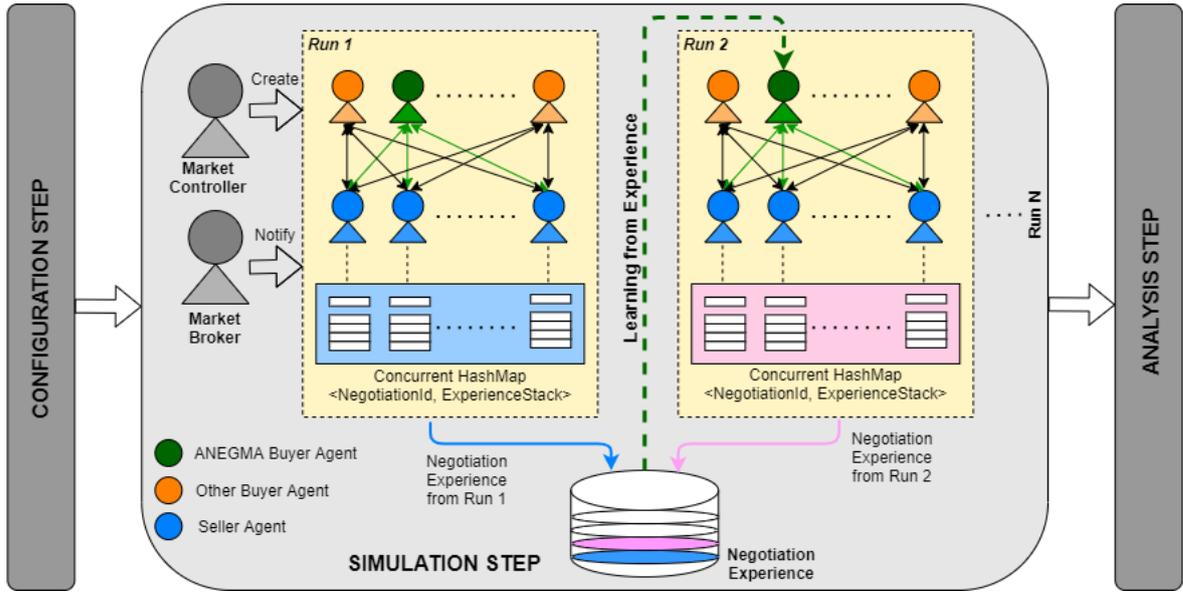 CONFIGURATION STEP
Market
Controller
Create
Market
Broker
Notify
Run 1
Concurrent HashMap
<NegotiationId, ExperienceStack>
Learning from Experience
Run 2
Concurrent HashMap
<NegotiationId, ExperienceStack>
Run N
ANEGMA Buyer Agent
Other Buyer Agent
Seller Agent
Negotiation
Experience
from Run 1
Negotiation
Experience
from Run 2
SIMULATION STEP
Negotiation
Experience
ANALYSIS STEP